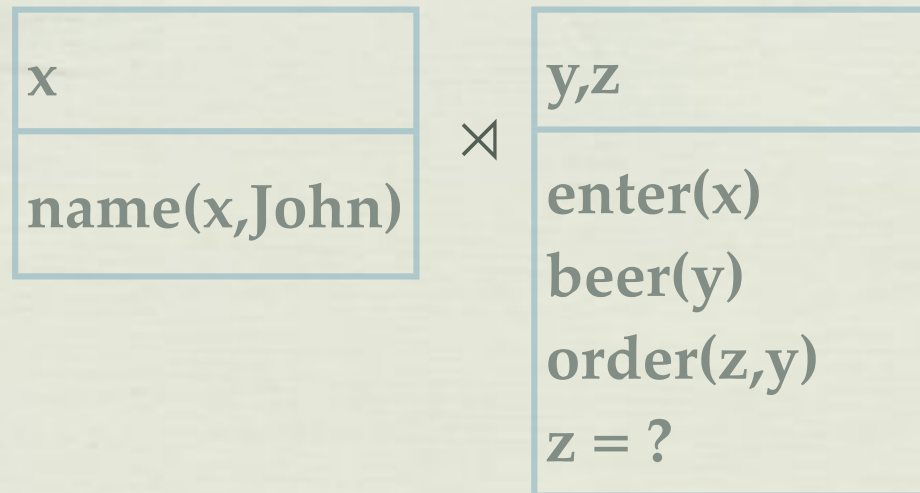 x
name(x,John)
⋊
y,z
enter(x)
beer(y)
order(z,y)
z = ?